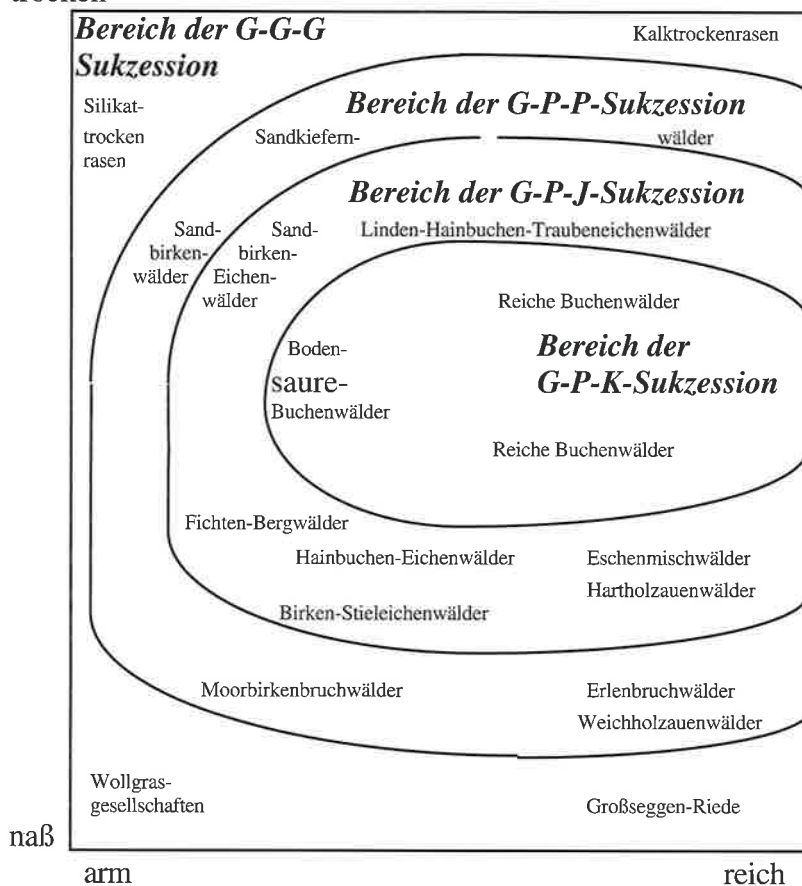 Bereich der G-G-G
Kalktrockenrasen
Sukzession
Silikat-
trocken
rasen
Bereich der G-P-P-Sukzession
Sandkiefern-
wälder
Bereich der G-P-J-Sukzession
Sand-
birken-
wälder
Sand-
birken-
Eichen-
wälder
Linden-Hainbuchen-Traubeneichenwälder
Reiche Buchenwälder
Boden-
saure-
Buchenwälder
Bereich der
G-P-K-Sukzession
Reiche Buchenwälder
Fichten-Bergwälder
Hainbuchen-Eichenwälder
Eschenmischwälder
Hartholzauenwälder
Birken-Stieleichenwälder
Moorbirkenbruchwälder
Erlenbruchwälder
Weichholzauenwälder
Wollgras-
gesellschaften
Großseggen-Riede
naß
arm
reich